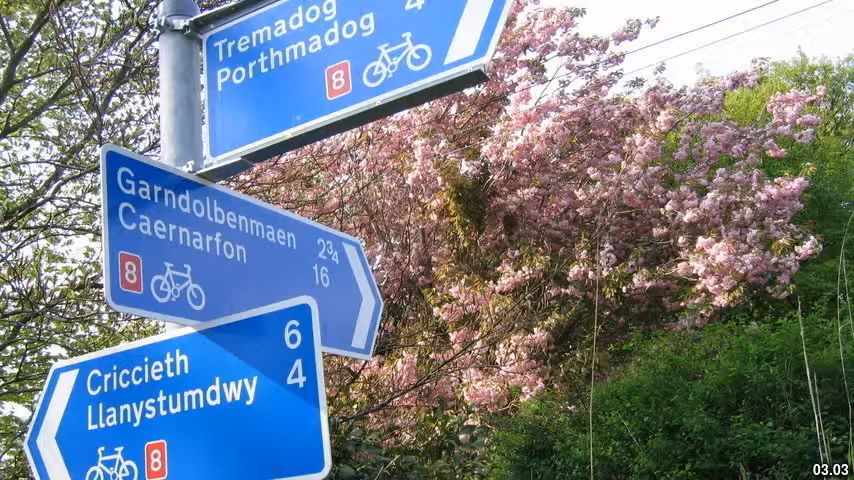 Tremadog
Porthmadog 4
8
Garndolbenmaen 2¾
Caernarfon 16
8
Criccieth 6
Llanystumdwy 4
8
03.03